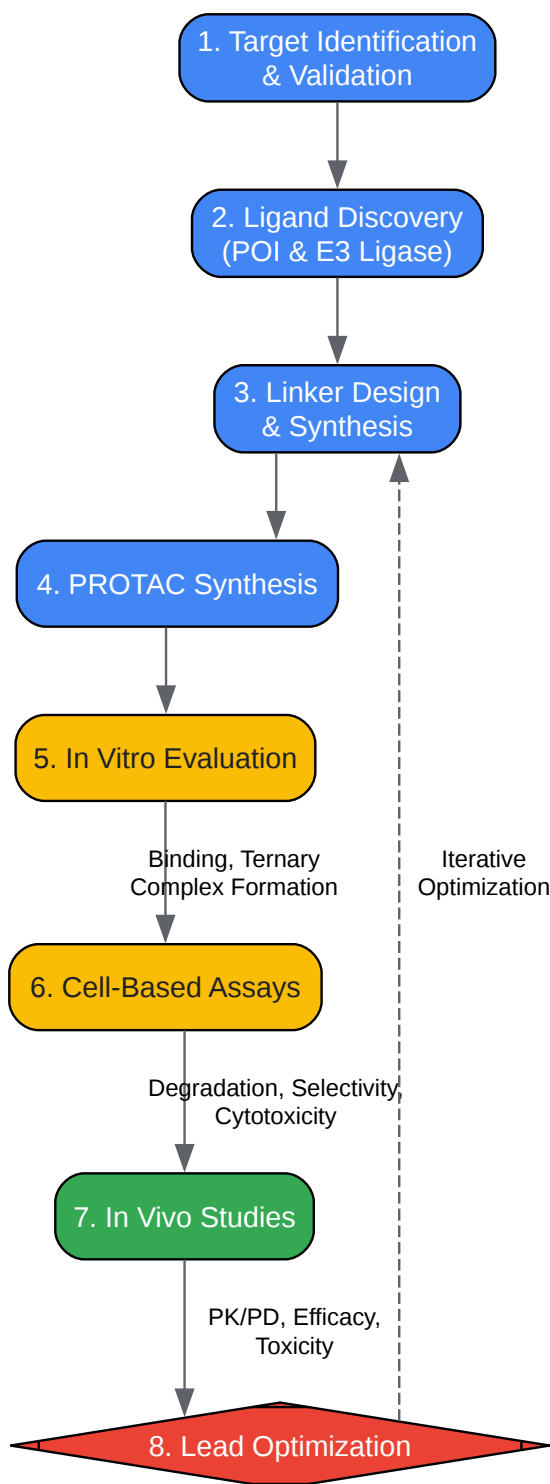 1. Target Identification
& Validation
2. Ligand Discovery
(POI & E3 Ligase)
3. Linker Design
& Synthesis
4. PROTAC Synthesis
5. In Vitro Evaluation
Binding, Ternary
Complex Formation
Iterative
Optimization
6. Cell-Based Assays
Degradation, Selectivity,
Cytotoxicity
7. In Vivo Studies
PK/PD, Efficacy,
Toxicity
8. Lead Optimization